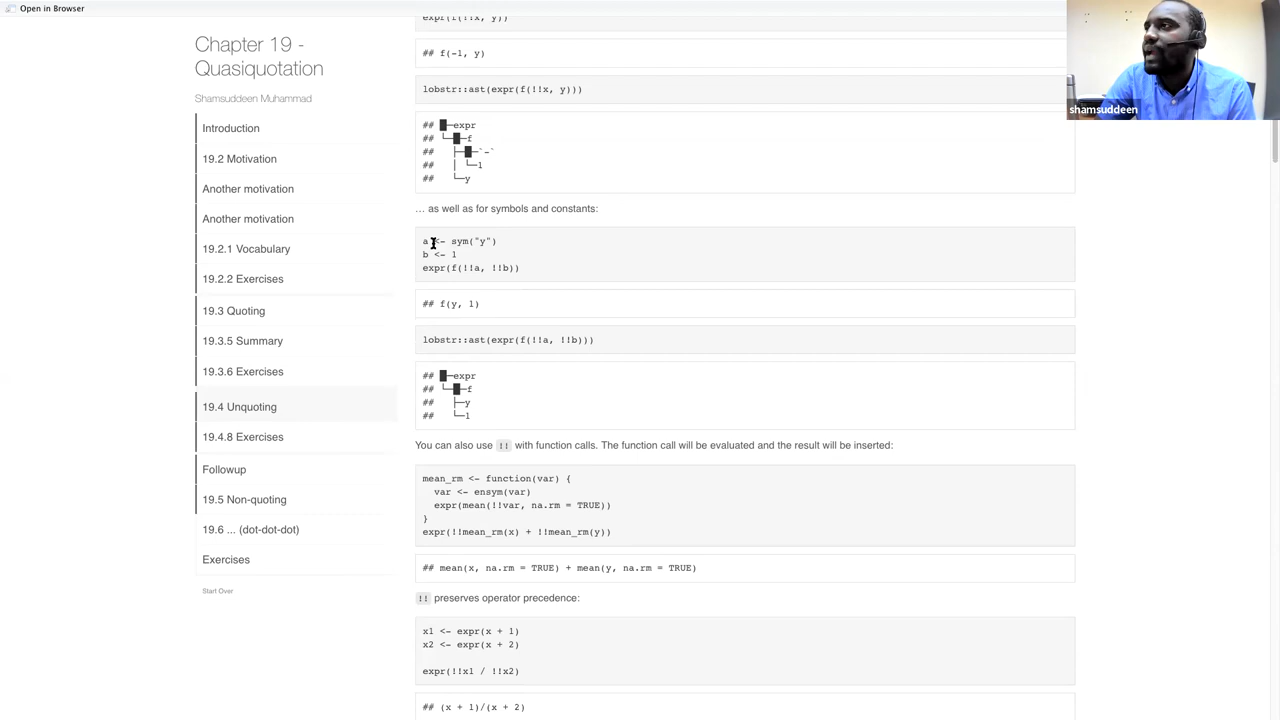 Open in Browser
shamsuddeen
Chapter 19 -
Quasiquotation
Shamsuddeen Muhammad
Introduction
19.2 Motivation
Another motivation
Another motivation
19.2.1 Vocabulary
19.2.2 Exercises
19.3 Quoting
19.3.5 Summary
19.3.6 Exercises
19.4 Unquoting
19.4.8 Exercises
Followup
19.5 Non-quoting
19.6 ... (dot-dot-dot)
Exercises
Start Over
expr(f(!!x, y))
## f(-1, y)
lobstr::ast(expr(f(!!x, y)))
## █─expr
## └─█─f
##   ├─█─`-`
##   │ └─1
##   └─y
… as well as for symbols and constants:
a <- sym("y")
b <- 1
expr(f(!!a, !!b))
## f(y, 1)
lobstr::ast(expr(f(!!a, !!b)))
## █─expr
## └─█─f
##   ├─y
##   └─1
You can also use !! with function calls. The function call will be evaluated and the result will be inserted:
mean_rm <- function(var) {
  var <- ensym(var)
  expr(mean(!!var, na.rm = TRUE))
}
expr(!!mean_rm(x) + !!mean_rm(y))
## mean(x, na.rm = TRUE) + mean(y, na.rm = TRUE)
!! preserves operator precedence:
x1 <- expr(x + 1)
x2 <- expr(x + 2)
expr(!!x1 / !!x2)
## (x + 1)/(x + 2)